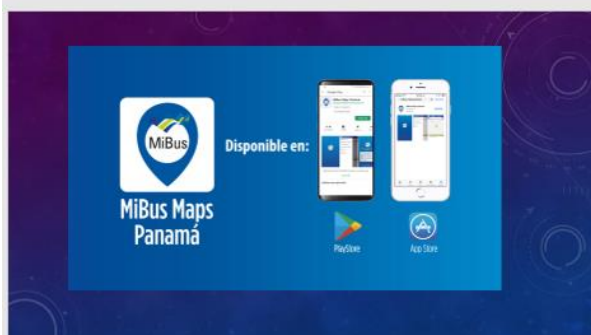 MiBus
MiBus Maps
Panamá
Disponible en:
PlayStore
App Store